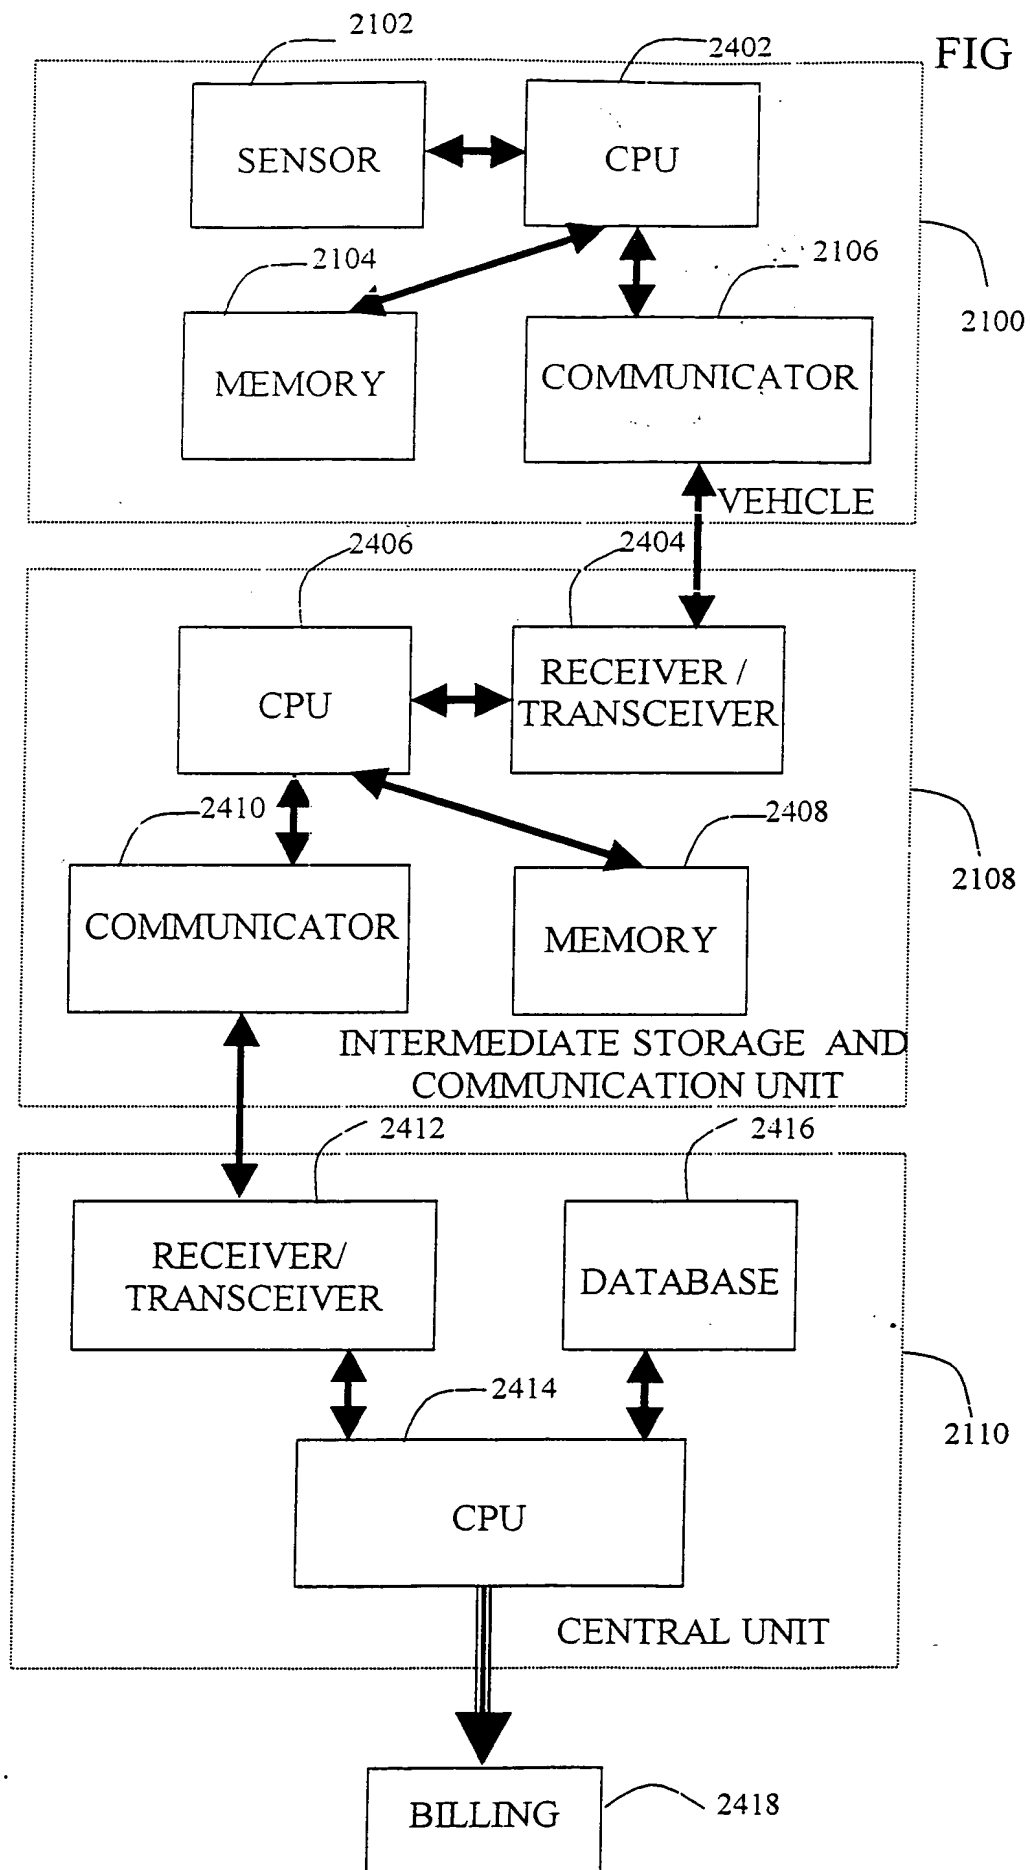 2102
2402
FIG
SENSOR
CPU
2104
2106
2100
MEMORY
COMMUNICATOR
VEHICLE
2406
2404
CPU
RECEIVER /
TRANSCEIVER
2410
2408
2108
COMMUNICATOR
MEMORY
INTERMEDIATE STORAGE AND
COMMUNICATION UNIT
2412
2416
RECEIVER/
TRANSCEIVER
DATABASE
2414
2110
CPU
CENTRAL UNIT
BILLING
2418